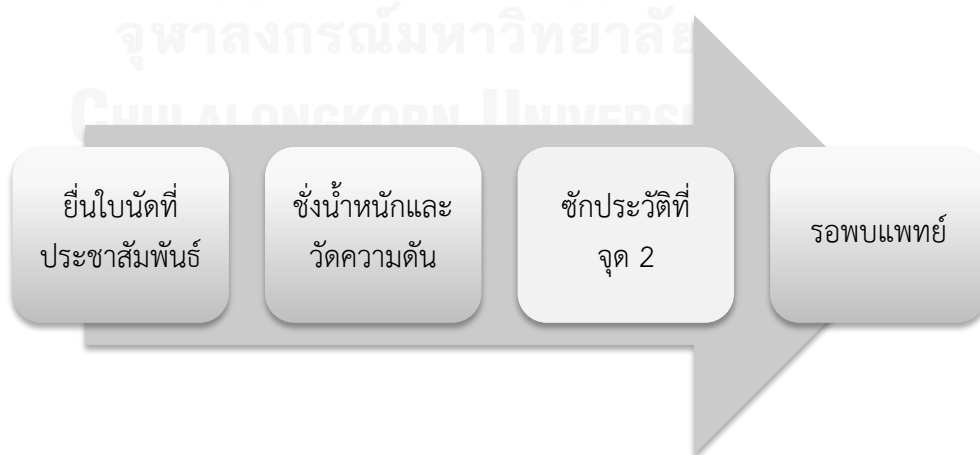 จุฬาลงกรณ์มหาวิทยาลัย
CHULALONGKORN UNIVERSI
ยื่นใบนัดที่
ประชาสัมพันธ์
ชั่งน้ำหนักและ
วัดความดัน
ซักประวัติที่
จุด 2
รอพบแพทย์